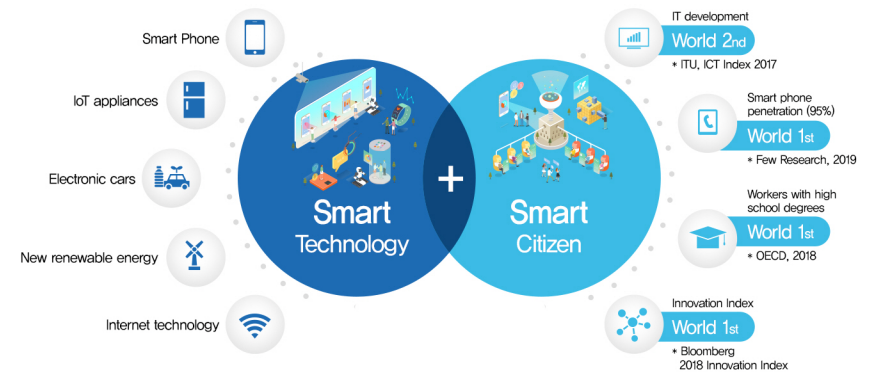 Smart Phone
IoT appliances
Electronic cars
New renewable energy
Internet technology
Smart
Technology
+
Smart
Citizen
IT development
World 2nd
* ITU, ICT Index 2017
Smart phone
penetration (95%)
World 1st
* Few Research, 2019
Workers with high
school degrees
World 1st
* OECD, 2018
Innovation Index
World 1st
* Bloomberg
2018 Innovation Index